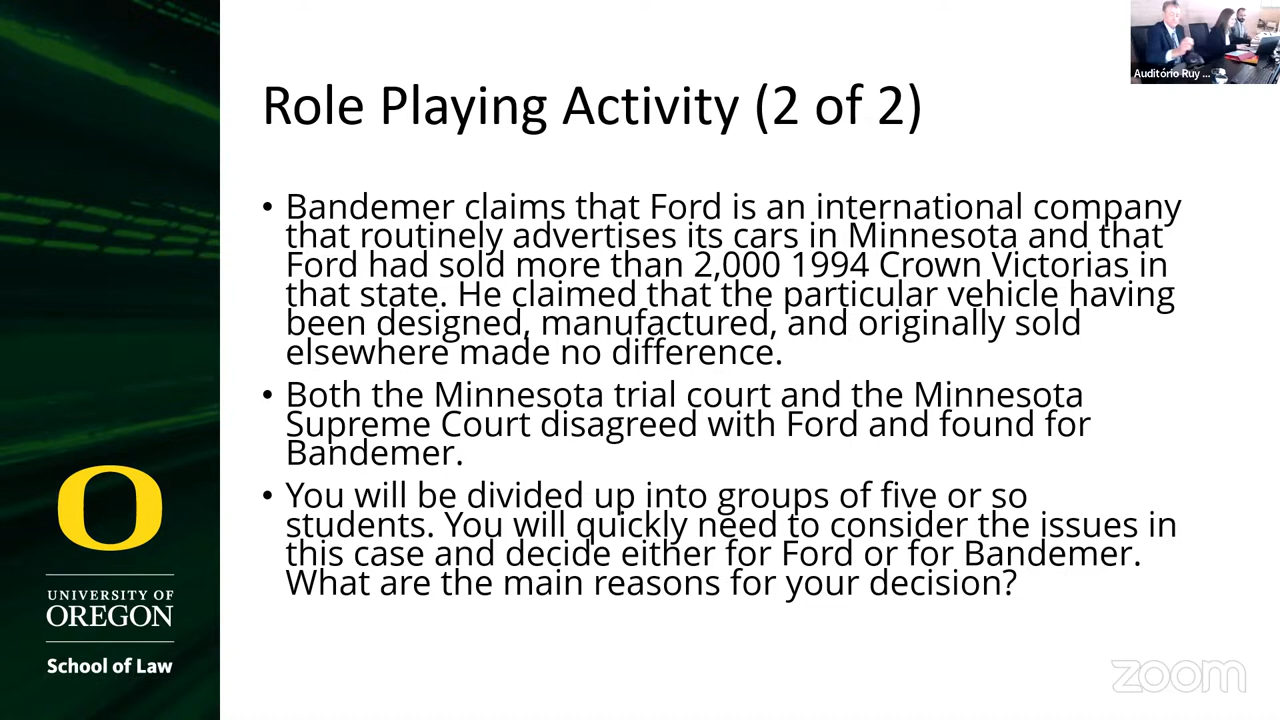 Auditório Ruy ...
Role Playing Activity (2 of 2)
• Bandemer claims that Ford is an international company
that routinely advertises its cars in Minnesota and that
Ford had sold more than 2,000 1994 Crown Victorias in
that state. He claimed that the particular vehicle having
been designed, manufactured, and originally sold
elsewhere made no difference.
• Both the Minnesota trial court and the Minnesota
Supreme Court disagreed with Ford and found for
Bandemer.
• You will be divided up into groups of five or so
students. You will quickly need to consider the issues in
this case and decide either for Ford or for Bandemer.
What are the main reasons for your decision?
UNIVERSITY OF
OREGON
School of Law
zoom